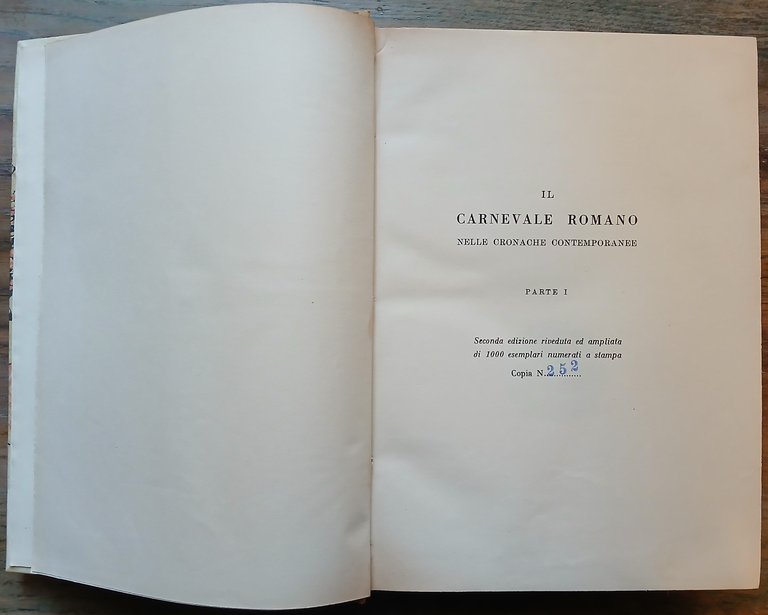 IL
CARNEVALE ROMANO
NELLE CRONACHE CONTEMPORANEE
PARTE I
Seconda edizione riveduta ed ampliata
di 1000 esemplari numerati a stampa
Copia N. 252